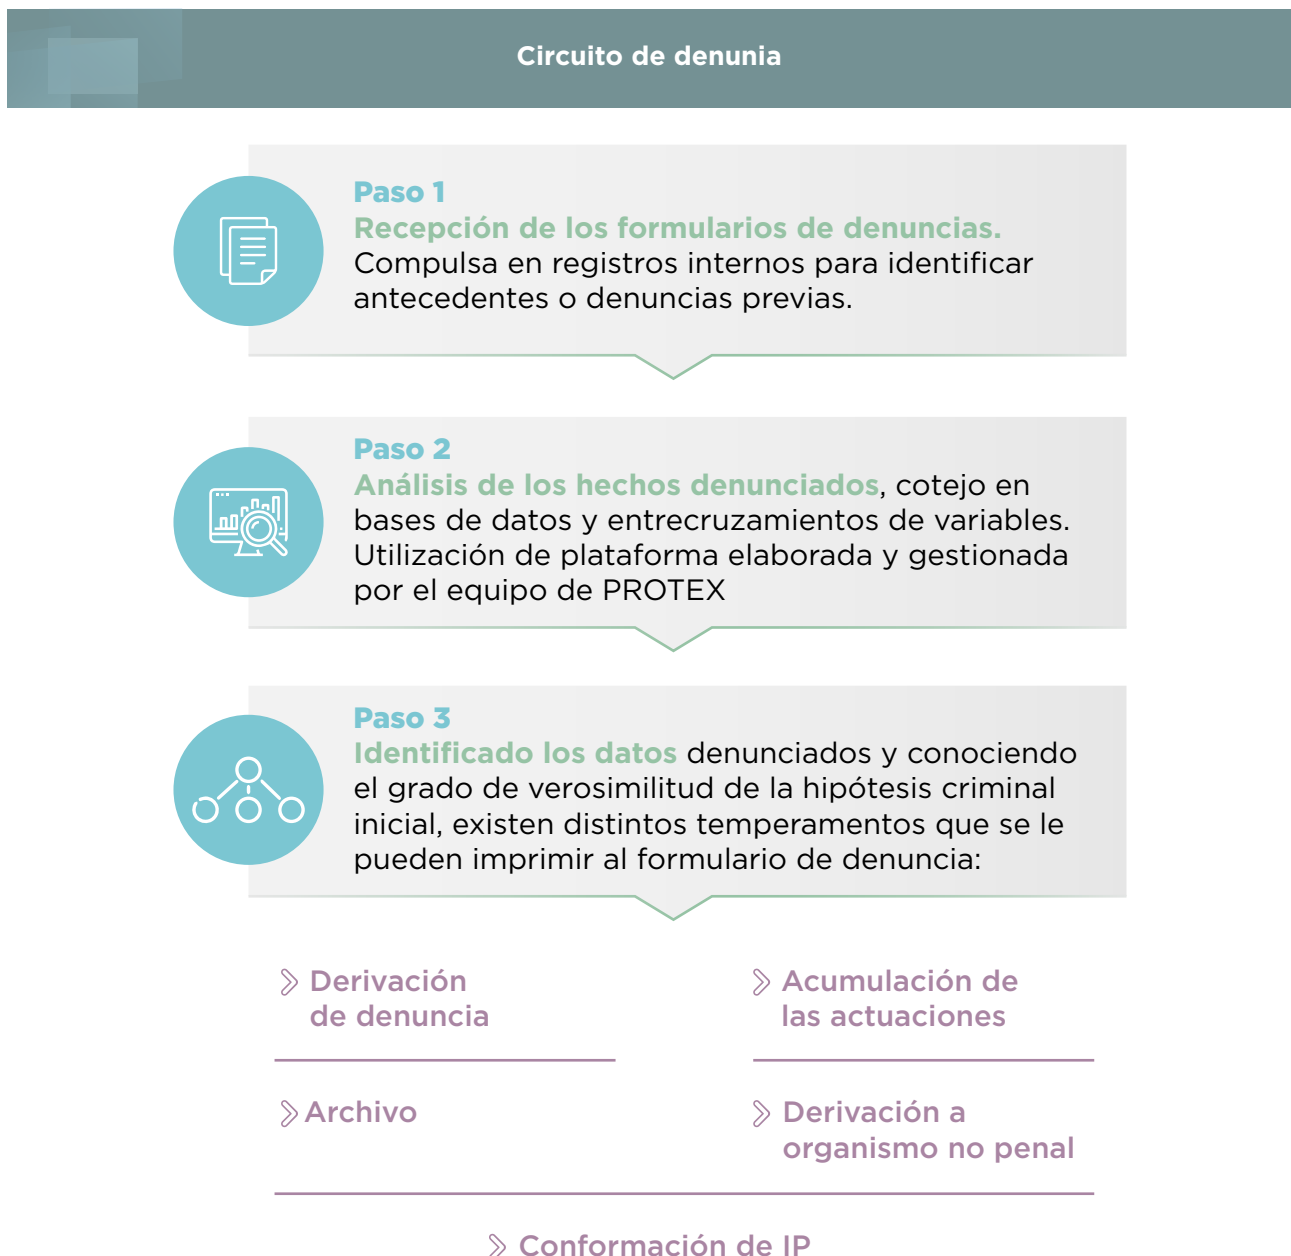 Circuito de denunia
Paso 1
Recepción de los formularios de denuncias.
Compulsa en registros internos para identificar
antecedentes o denuncias previas.
Paso 2
Análisis de los hechos denunciados, cotejo en
bases de datos y entrecruzamientos de variables.
Utilización de plataforma elaborada y gestionada
por el equipo de PROTEX
Paso 3
Identificado los datos denunciados y conociendo
el grado de verosimilitud de la hipótesis criminal
inicial, existen distintos temperamentos que se le
pueden imprimir al formulario de denuncia:
Derivación
de denuncia
Acumulación de
las actuaciones
Archivo
Derivación a
organismo no penal
Conformación de IP